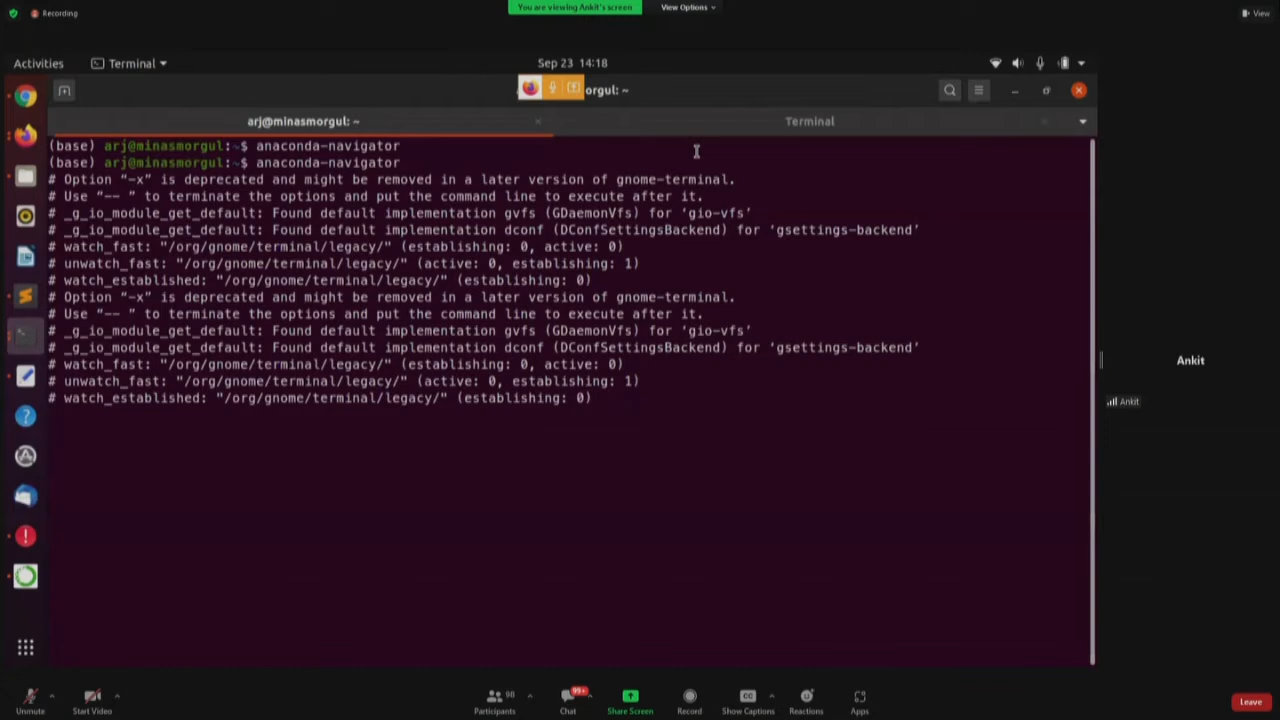 Recording
You are viewing Ankit's screen
View Options
View
Activities
Terminal
Sep 23 14:18
orgul: ~
arj@minasmorgul: ~
Terminal
(base) arj@minasmorgul:~$ anaconda-navigator
(base) arj@minasmorgul:~$ anaconda-navigator
# Option “-x” is deprecated and might be removed in a later version of gnome-terminal.
# Use “-- ” to terminate the options and put the command line to execute after it.
# _g_io_module_get_default: Found default implementation gvfs (GDaemonVfs) for ‘gio-vfs’
# _g_io_module_get_default: Found default implementation dconf (DConfSettingsBackend) for ‘gsettings-backend’
# watch_fast: "/org/gnome/terminal/legacy/" (establishing: 0, active: 0)
# unwatch_fast: "/org/gnome/terminal/legacy/" (active: 0, establishing: 1)
# watch_established: "/org/gnome/terminal/legacy/" (establishing: 0)
# Option “-x” is deprecated and might be removed in a later version of gnome-terminal.
# Use “-- ” to terminate the options and put the command line to execute after it.
# _g_io_module_get_default: Found default implementation gvfs (GDaemonVfs) for ‘gio-vfs’
# _g_io_module_get_default: Found default implementation dconf (DConfSettingsBackend) for ‘gsettings-backend’
# watch_fast: "/org/gnome/terminal/legacy/" (establishing: 0, active: 0)
# unwatch_fast: "/org/gnome/terminal/legacy/" (active: 0, establishing: 1)
# watch_established: "/org/gnome/terminal/legacy/" (establishing: 0)
Ankit
Ankit
Unmute
Start Video
Participants
98
Chat
99+
Share Screen
Record
CC
Show Captions
Reactions
Apps
Leave